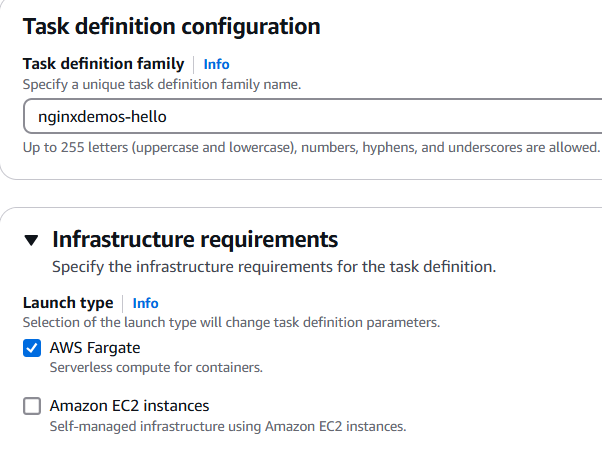 Task definition configuration
Task definition family Info
Specify a unique task definition family name.
nginxdemos-hello
Up to 255 letters (uppercase and lowercase), numbers, hyphens, and underscores are allowed.
Infrastructure requirements
Specify the infrastructure requirements for the task definition.
Launch type Info
Selection of the launch type will change task definition parameters.
AWS Fargate
Serverless compute for containers.
Amazon EC2 instances
Self-managed infrastructure using Amazon EC2 instances.